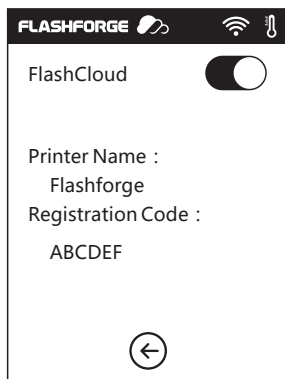 FLASHFORGE
FlashCloud
Printer Name :
Flashforge
Registration Code :
ABCDEF